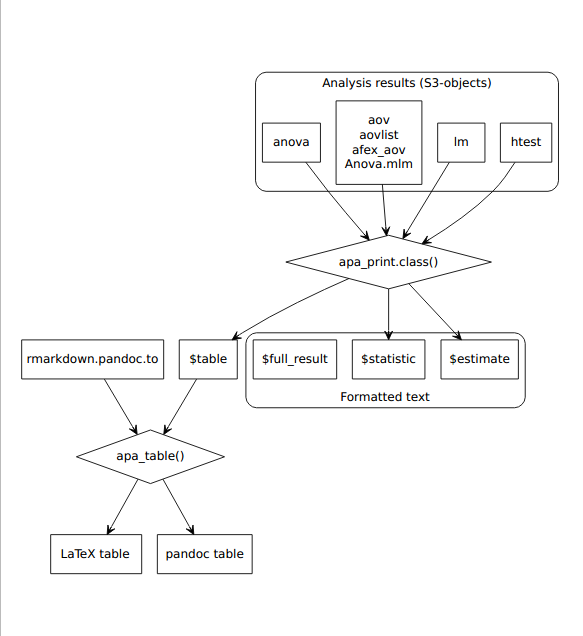 Analysis results (S3-objects)
anova
aov
aovlist
afex_aov
Anova.mlm
lm
htest
apa_print.class()
rmarkdown.pandoc.to
$table
$full_result
$statistic
$estimate
Formatted text
apa_table()
LaTeX table
pandoc table